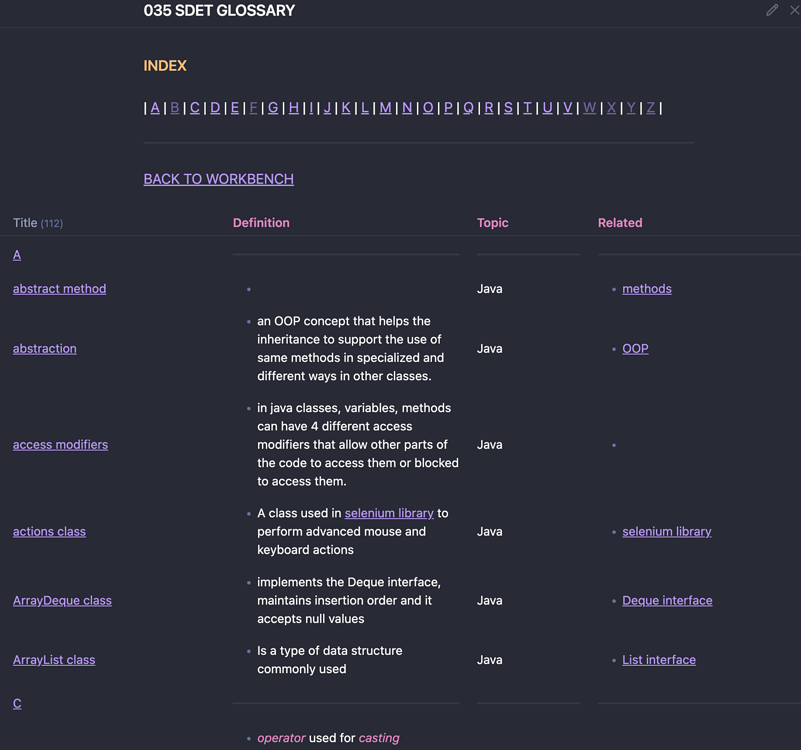 035 SDET GLOSSARY
INDEX
| A | B | C | D | E | F | G | H | I | J | K | L | M | N | O | P | Q | R | S | T | U | V | W | X | Y | Z |
BACK TO WORKBENCH
Title (112) Definition Topic Related
A
abstract method Java methods
an OOP concept that helps the
inheritance to support the use of
abstraction same methods in specialized and Java OOP
different ways in other classes.
in java classes, variables, methods
can have 4 different access
access modifiers modifiers that allow other parts of Java
the code to access them or blocked
to access them.
A class used in selenium library to
actions class perform advanced mouse and Java selenium library
keyboard actions
implements the Deque interface,
ArrayDeque class maintains insertion order and it Java Deque interface
accepts null values
Is a type of data structure
ArrayList class commonly used Java List interface
C
operator used for casting